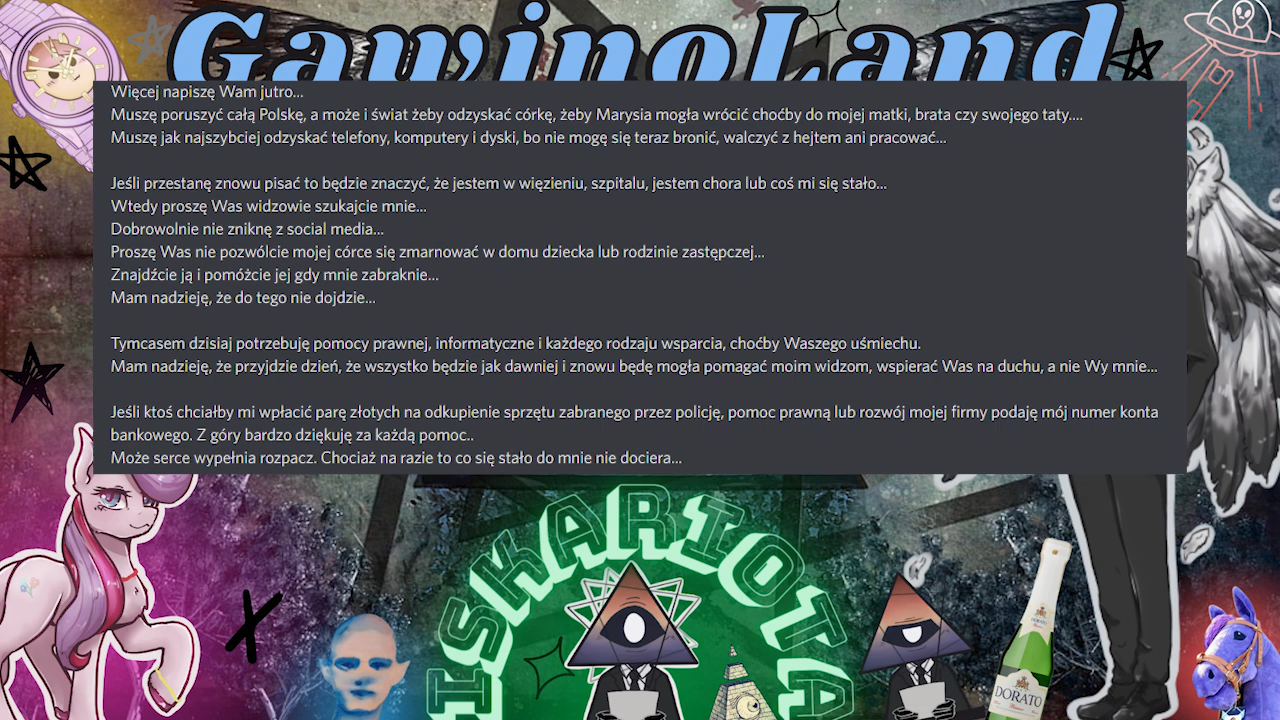 GawinoLand
Więcej napiszę Wam jutro...
Muszę poruszyć całą Polskę, a może i świat żeby odzyskać córkę, żeby Marysia mogła wrócić choćby do mojej matki, brata czy swojego taty....
Muszę jak najszybciej odzyskać telefony, komputery i dyski, bo nie mogę się teraz bronić, walczyć z hejtem ani pracować...
Jeśli przestanę znowu pisać to będzie znaczyć, że jestem w więzieniu, szpitalu, jestem chora lub coś mi się stało...
Wtedy proszę Was widzowie szukajcie mnie...
Dobrowolnie nie zniknę z social media...
Proszę Was nie pozwólcie mojej córce się zmarnować w domu dziecka lub rodzinie zastępczej...
Znajdźcie ją i pomóżcie jej gdy mnie zabraknie...
Mam nadzieję, że do tego nie dojdzie...
Tymcasem dzisiaj potrzebuję pomocy prawnej, informatyczne i każdego rodzaju wsparcia, choćby Waszego uśmiechu.
Mam nadzieję, że przyjdzie dzień, że wszystko będzie jak dawniej i znowu będę mogła pomagać moim widzom, wspierać Was na duchu, a nie Wy mnie...
Jeśli ktoś chciałby mi wpłacić parę złotych na odkupienie sprzętu zabranego przez policję, pomoc prawną lub rozwój mojej firmy podaję mój numer konta
bankowego. Z góry bardzo dziękuję za każdą pomoc..
Może serce wypełnia rozpacz. Chociaż na razie to co się stało do mnie nie dociera...
ISKARIOTA
DORATO